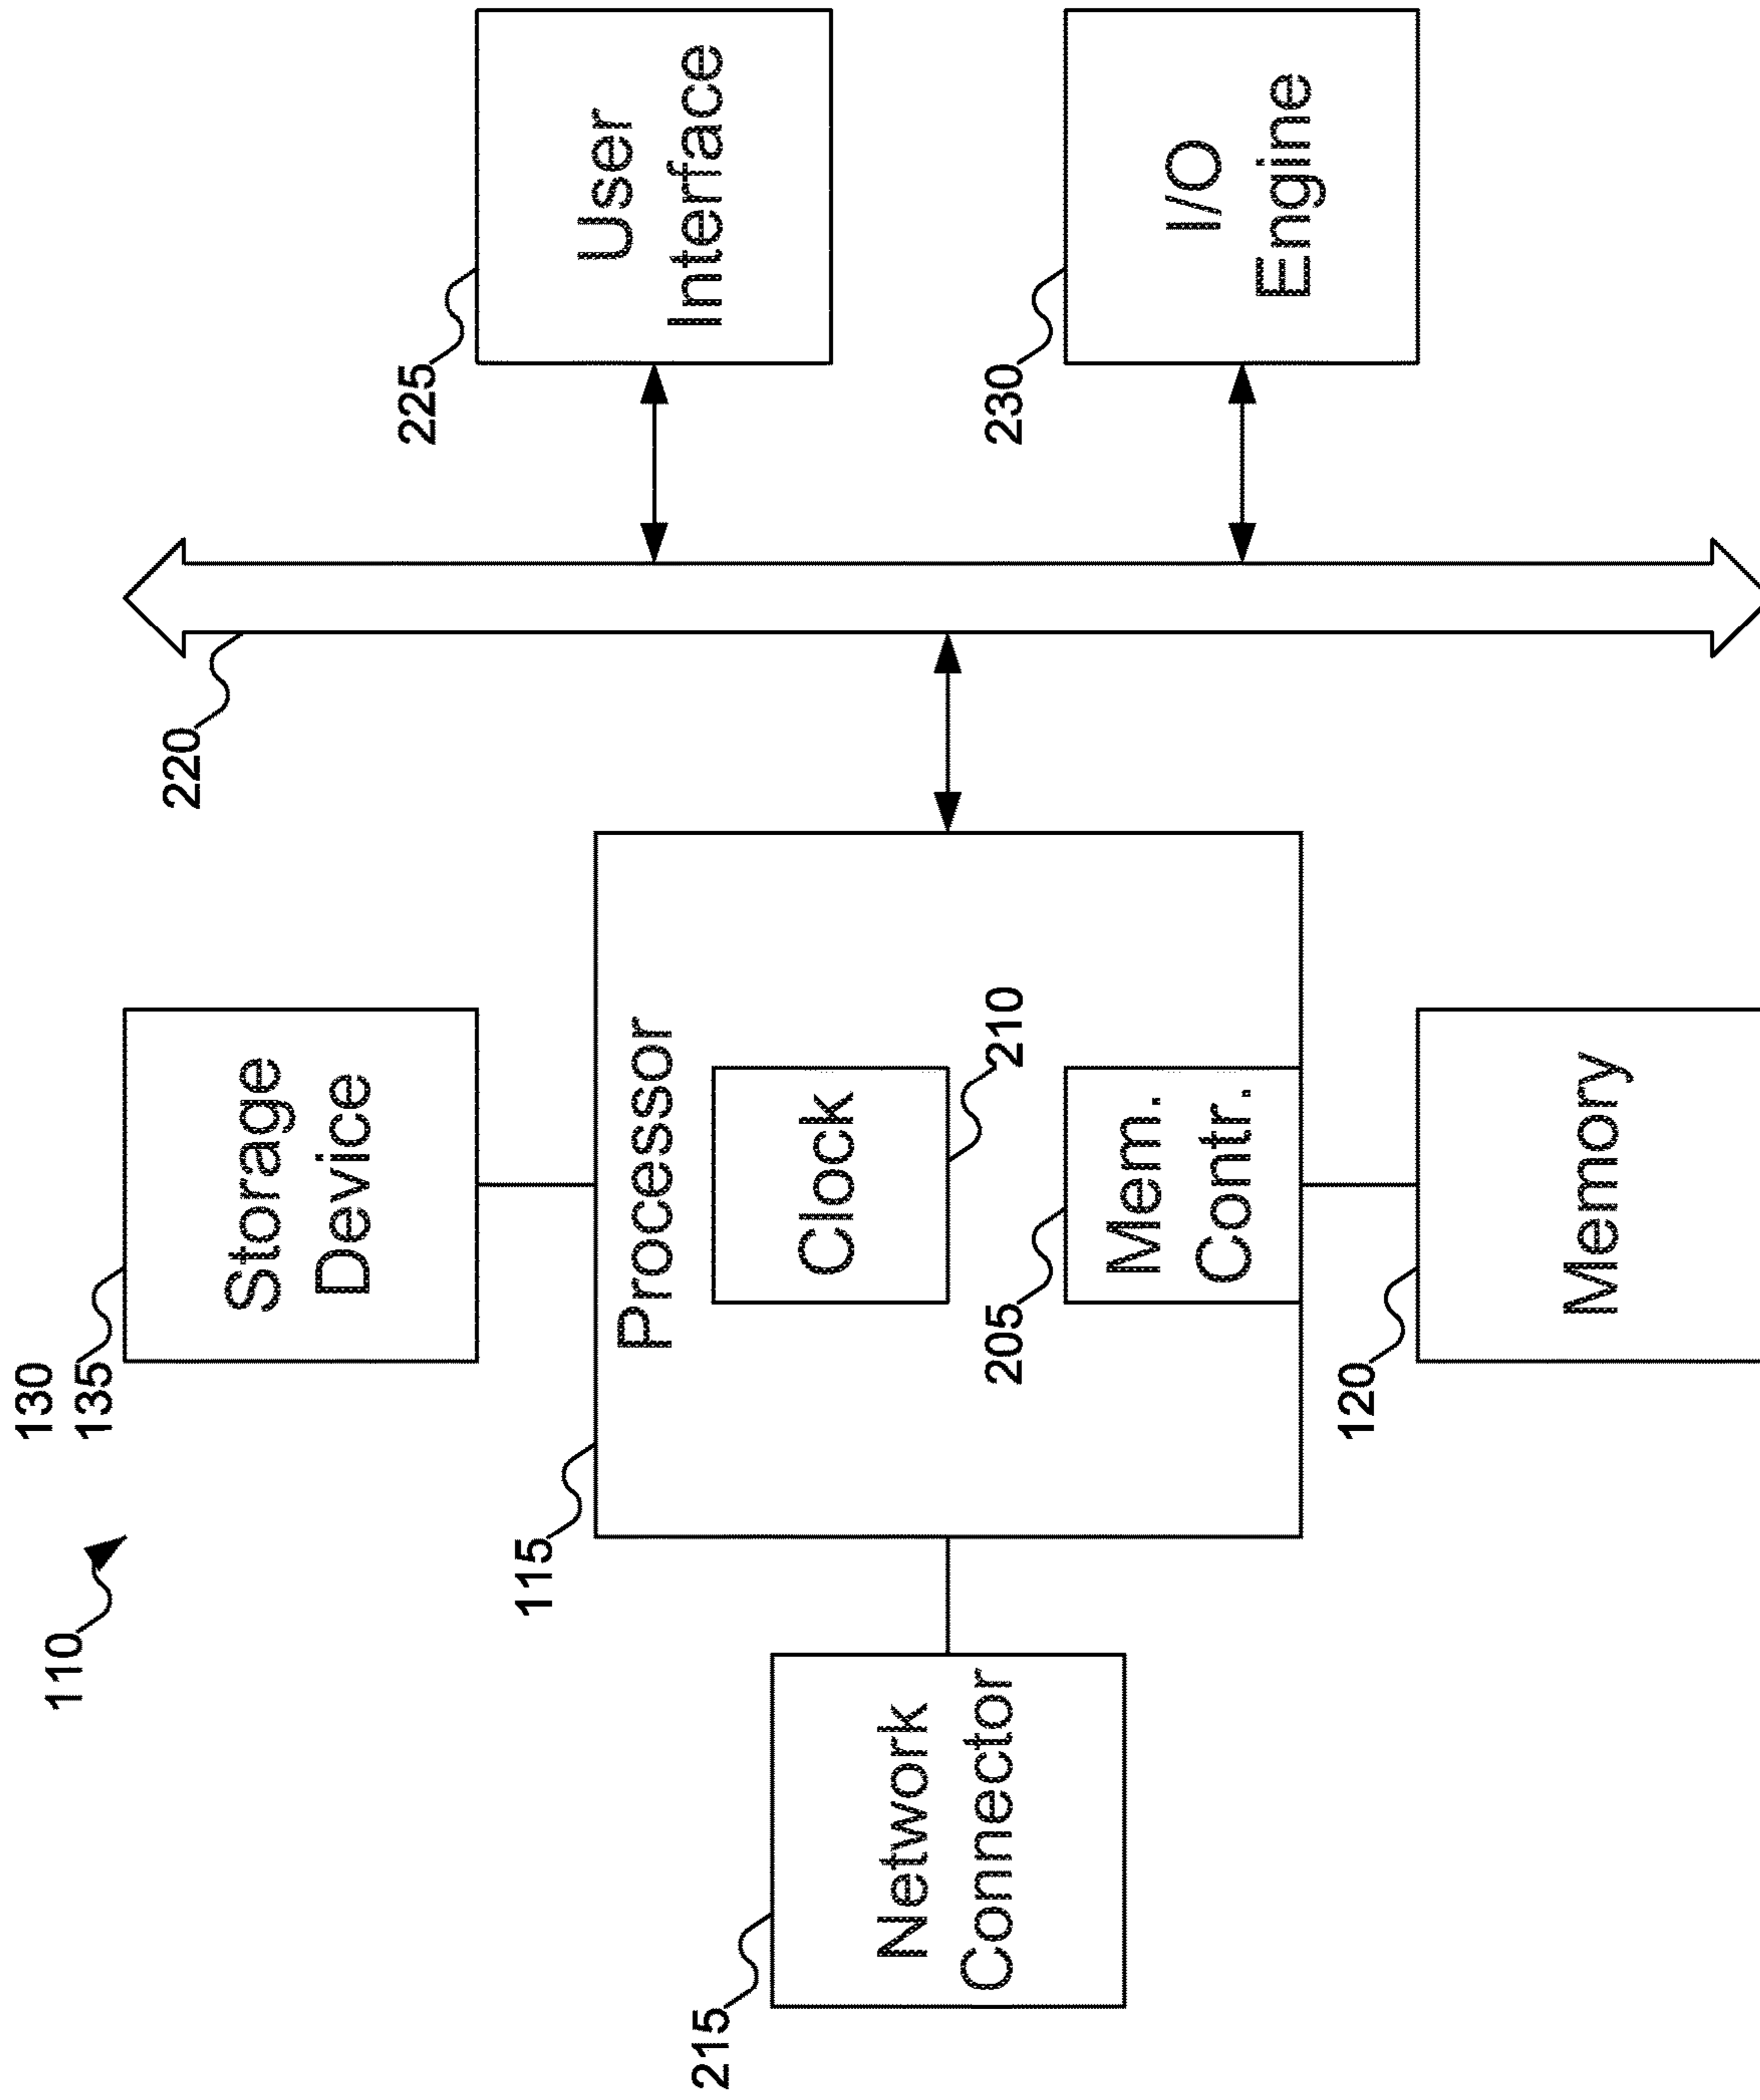 110
130
135
Storage
Device
220
225
User
Interface
115
Processor
Clock
210
215
Network
Connector
205
Mem.
Contr.
230
I/O
Engine
120
Memory